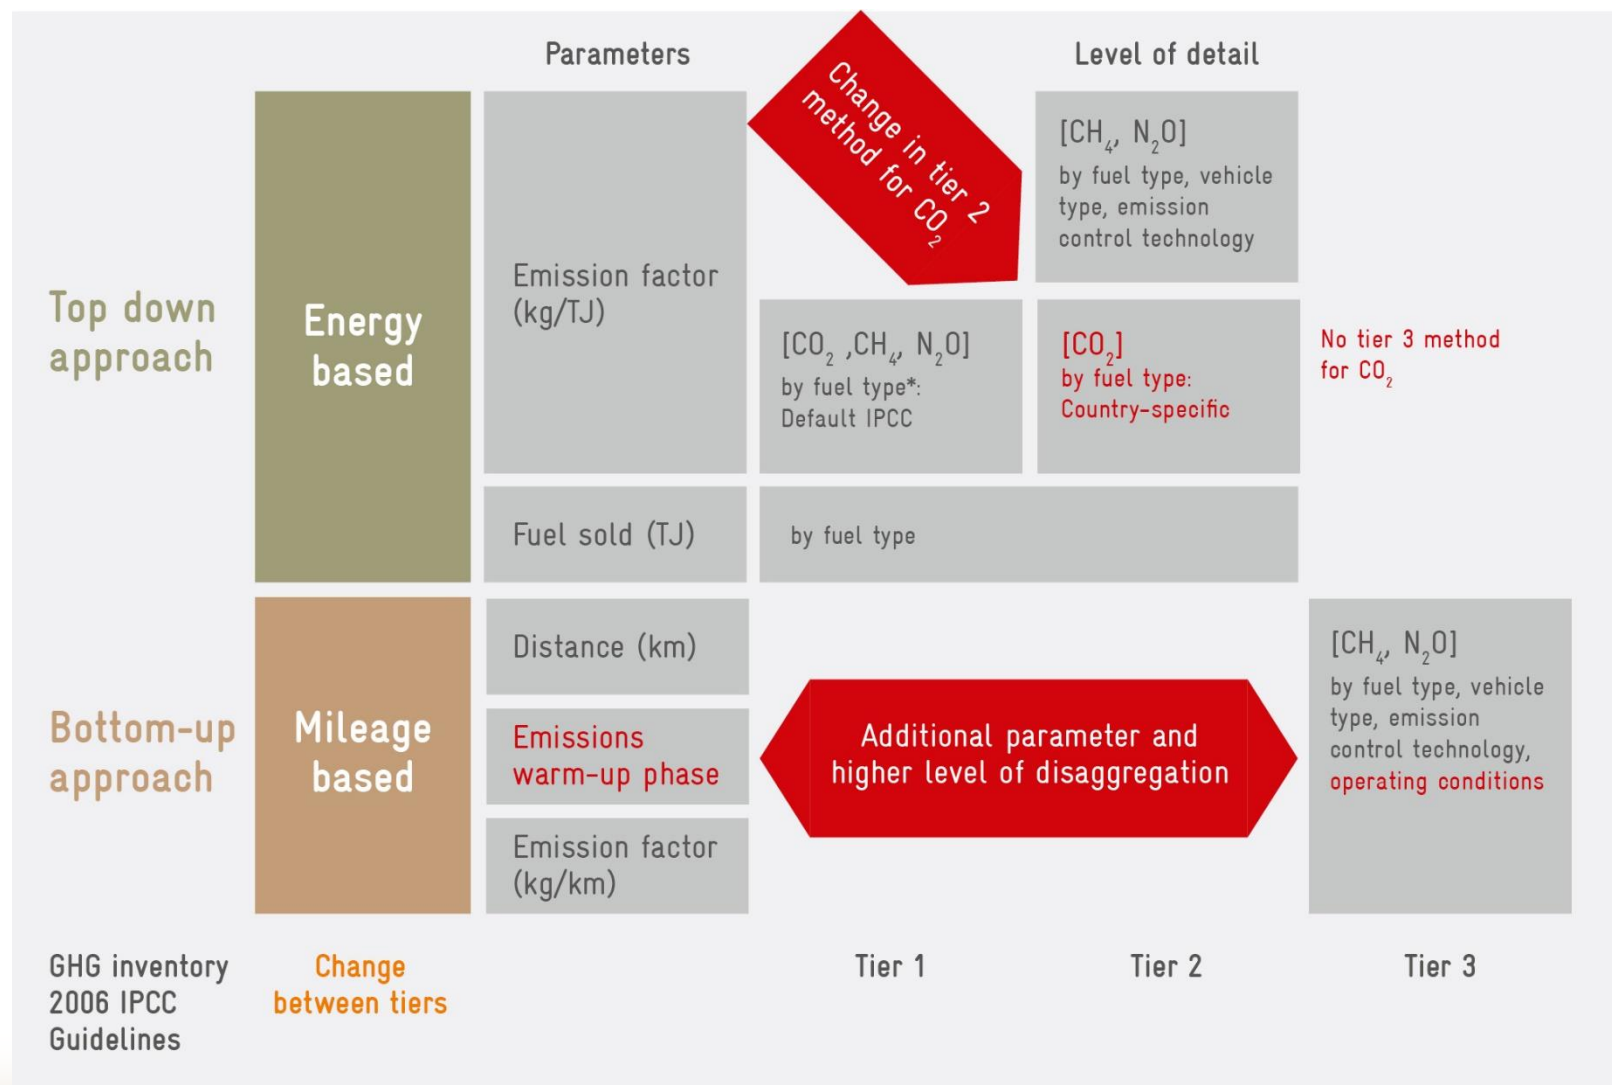 Parameters
Level of detail
Change in tier 2
method for CO₂
[CH₄, N₂O]
by fuel type, vehicle
type, emission
control technology
Top down
approach
Energy
based
Emission factor
(kg/TJ)
[CO₂ ,CH₄, N₂O]
by fuel type*:
Default IPCC
[CO₂]
by fuel type:
Country-specific
No tier 3 method
for CO₂
Fuel sold (TJ)
by fuel type
Bottom-up
approach
Mileage
based
Distance (km)
Emissions
warm-up phase
Emission factor
(kg/km)
Additional parameter and
higher level of disaggregation
[CH₄, N₂O]
by fuel type, vehicle
type, emission
control technology,
operating conditions
GHG inventory
2006 IPCC
Guidelines
Change
between tiers
Tier 1
Tier 2
Tier 3